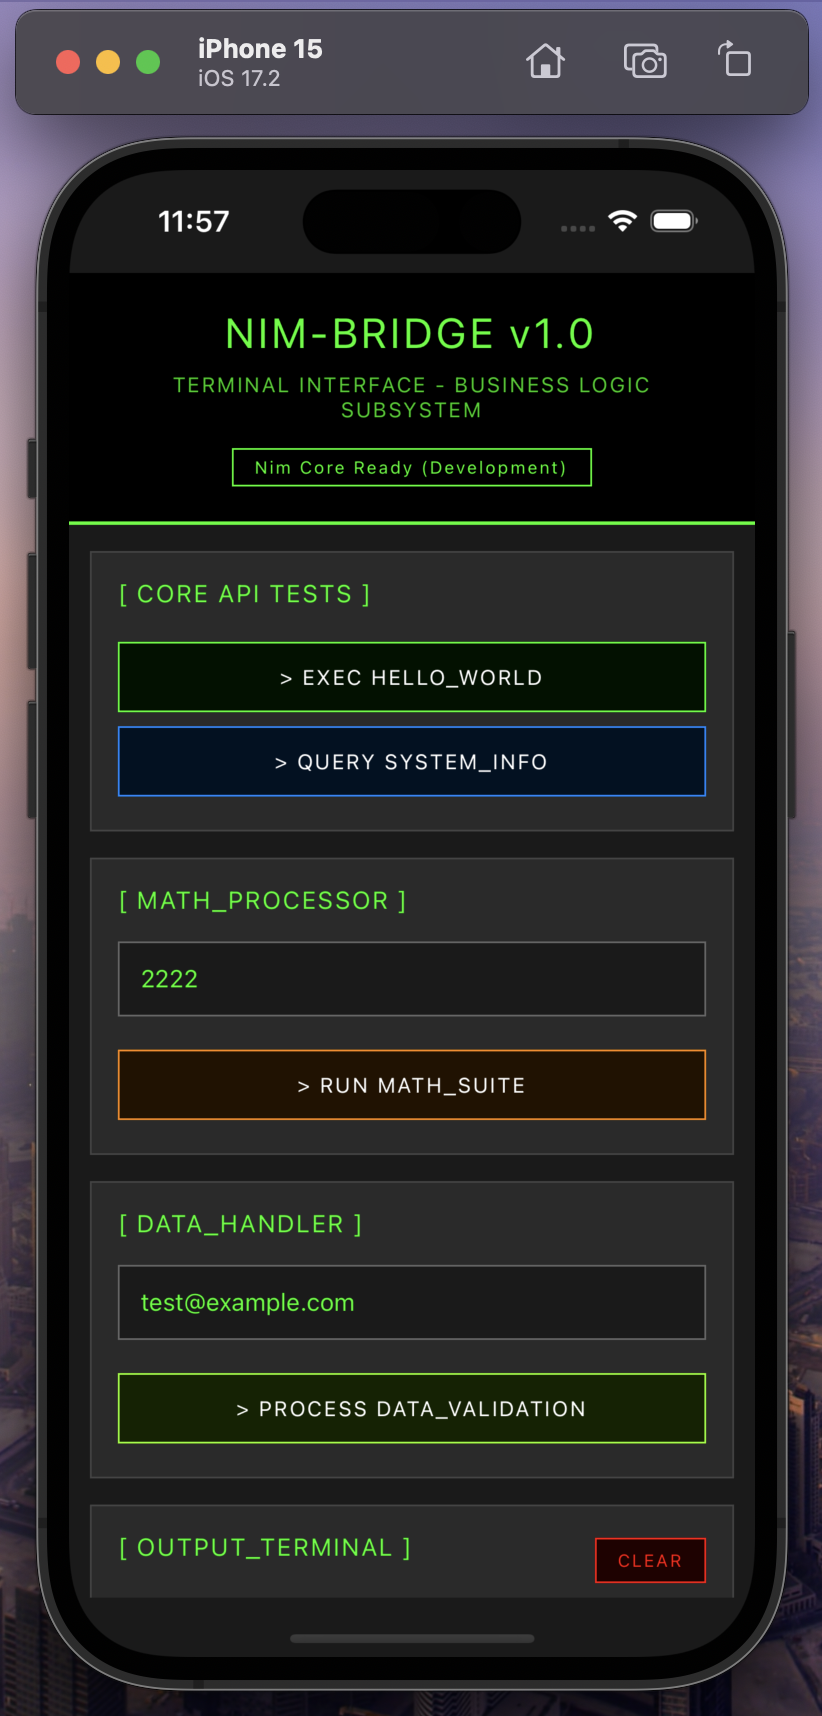 iPhone 15
iOS 17.2
11:57
NIM-BRIDGE v1.0
TERMINAL INTERFACE - BUSINESS LOGIC
SUBSYSTEM
Nim Core Ready (Development)
[ CORE API TESTS ]
> EXEC HELLO_WORLD
> QUERY SYSTEM_INFO
[ MATH_PROCESSOR ]
2222
> RUN MATH_SUITE
[ DATA_HANDLER ]
test@example.com
> PROCESS DATA_VALIDATION
[ OUTPUT_TERMINAL ]
CLEAR